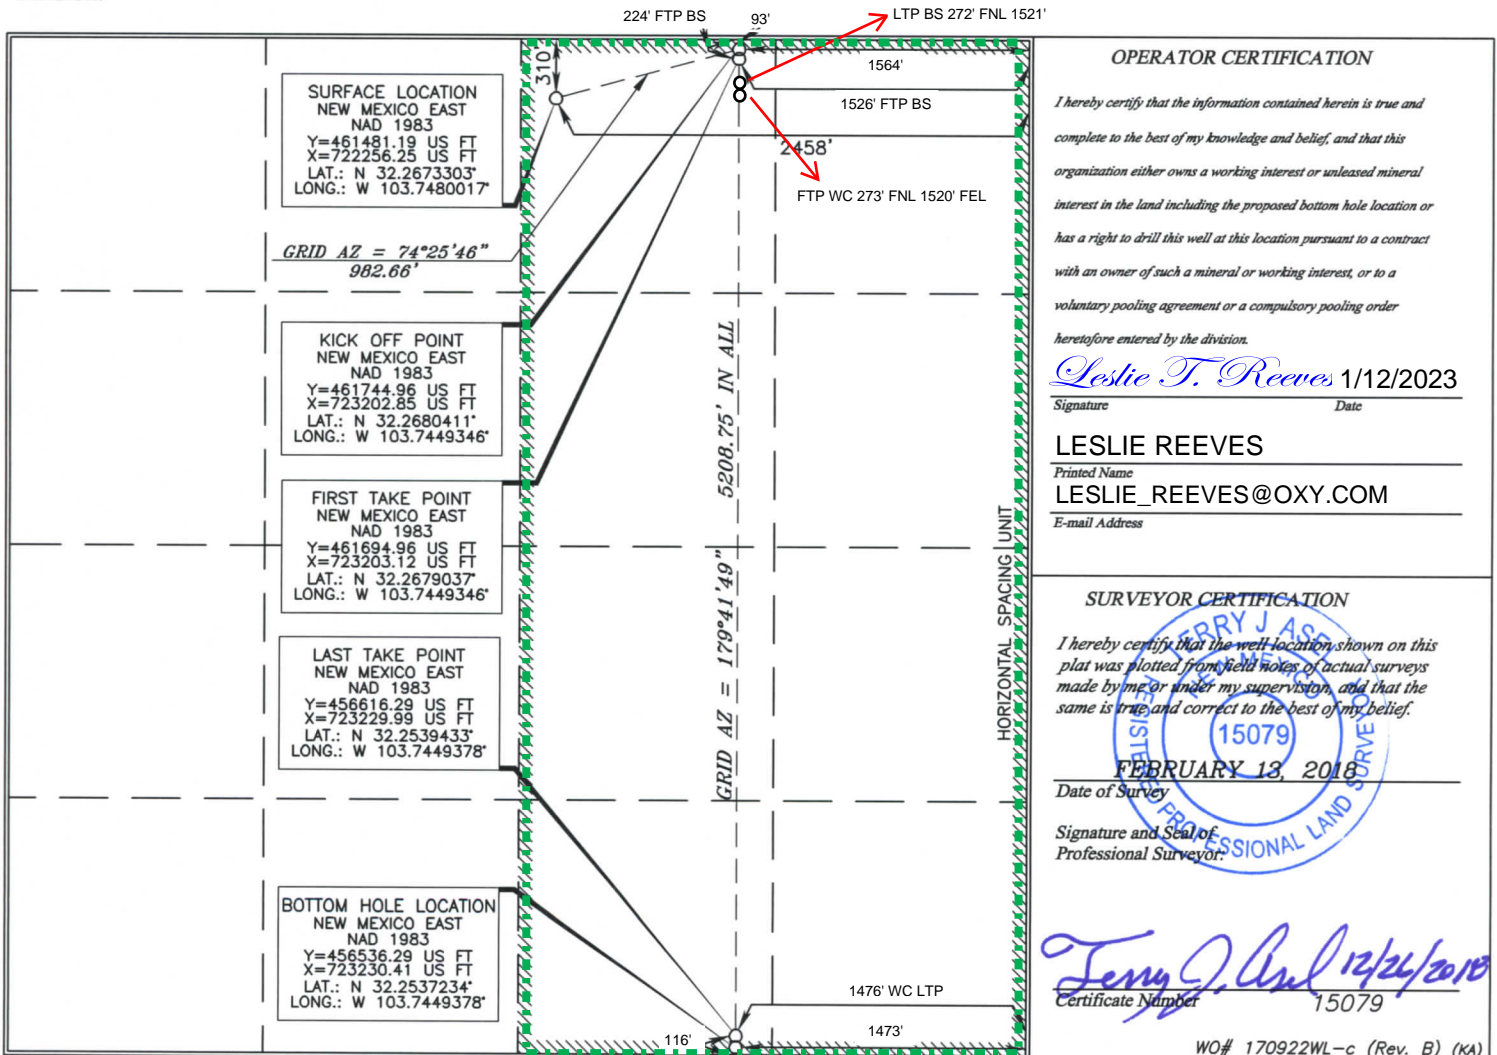 224' FTP BS
93'
LTP BS 272' FNL 1521'
310'
1564'
1526' FTP BS
2458'
FTP WC 273' FNL 1520' FEL
SURFACE LOCATION
NEW MEXICO EAST
NAD 1983
Y=461481.19 US FT
X=722256.25 US FT
LAT.: N 32.2673303°
LONG.: W 103.7480017°
GRID AZ = 74°25'46"
982.66'
KICK OFF POINT
NEW MEXICO EAST
NAD 1983
Y=461744.96 US FT
X=723202.85 US FT
LAT.: N 32.2680411°
LONG.: W 103.7449346°
FIRST TAKE POINT
NEW MEXICO EAST
NAD 1983
Y=461694.96 US FT
X=723203.12 US FT
LAT.: N 32.2679037°
LONG.: W 103.7449346°
LAST TAKE POINT
NEW MEXICO EAST
NAD 1983
Y=456616.29 US FT
X=723229.99 US FT
LAT.: N 32.2539433°
LONG.: W 103.7449378°
BOTTOM HOLE LOCATION
NEW MEXICO EAST
NAD 1983
Y=456536.29 US FT
X=723230.41 US FT
LAT.: N 32.2537234°
LONG.: W 103.7449378°
GRID AZ = 179°41'49" 5208.75' IN ALL
HORIZONTAL SPACING UNIT
1476' WC LTP
1473'
116'
OPERATOR CERTIFICATION
I hereby certify that the information contained herein is true and
complete to the best of my knowledge and belief, and that this
organization either owns a working interest or unleased mineral
interest in the land including the proposed bottom hole location or
has a right to drill this well at this location pursuant to a contract
with an owner of such a mineral or working interest, or to a
voluntary pooling agreement or a compulsory pooling order
heretofore entered by the division.
Leslie T. Reeves 1/12/2023
Signature Date
LESLIE REEVES
Printed Name
LESLIE_REEVES@OXY.COM
E-mail Address
SURVEYOR CERTIFICATION
I hereby certify that the well location shown on this
plat was plotted from field notes of actual surveys
made by me or under my supervision, and that the
same is true and correct to the best of my belief.
TERRY J ASEL
NEW MEXICO
15079
REGISTERED PROFESSIONAL LAND SURVEYOR
FEBRUARY 13, 2018
Date of Survey
Signature and Seal of
Professional Surveyor:
Terry J. Asel 12/26/2018
Certificate Number 15079
WO# 170922WL-c (Rev. B) (KA)